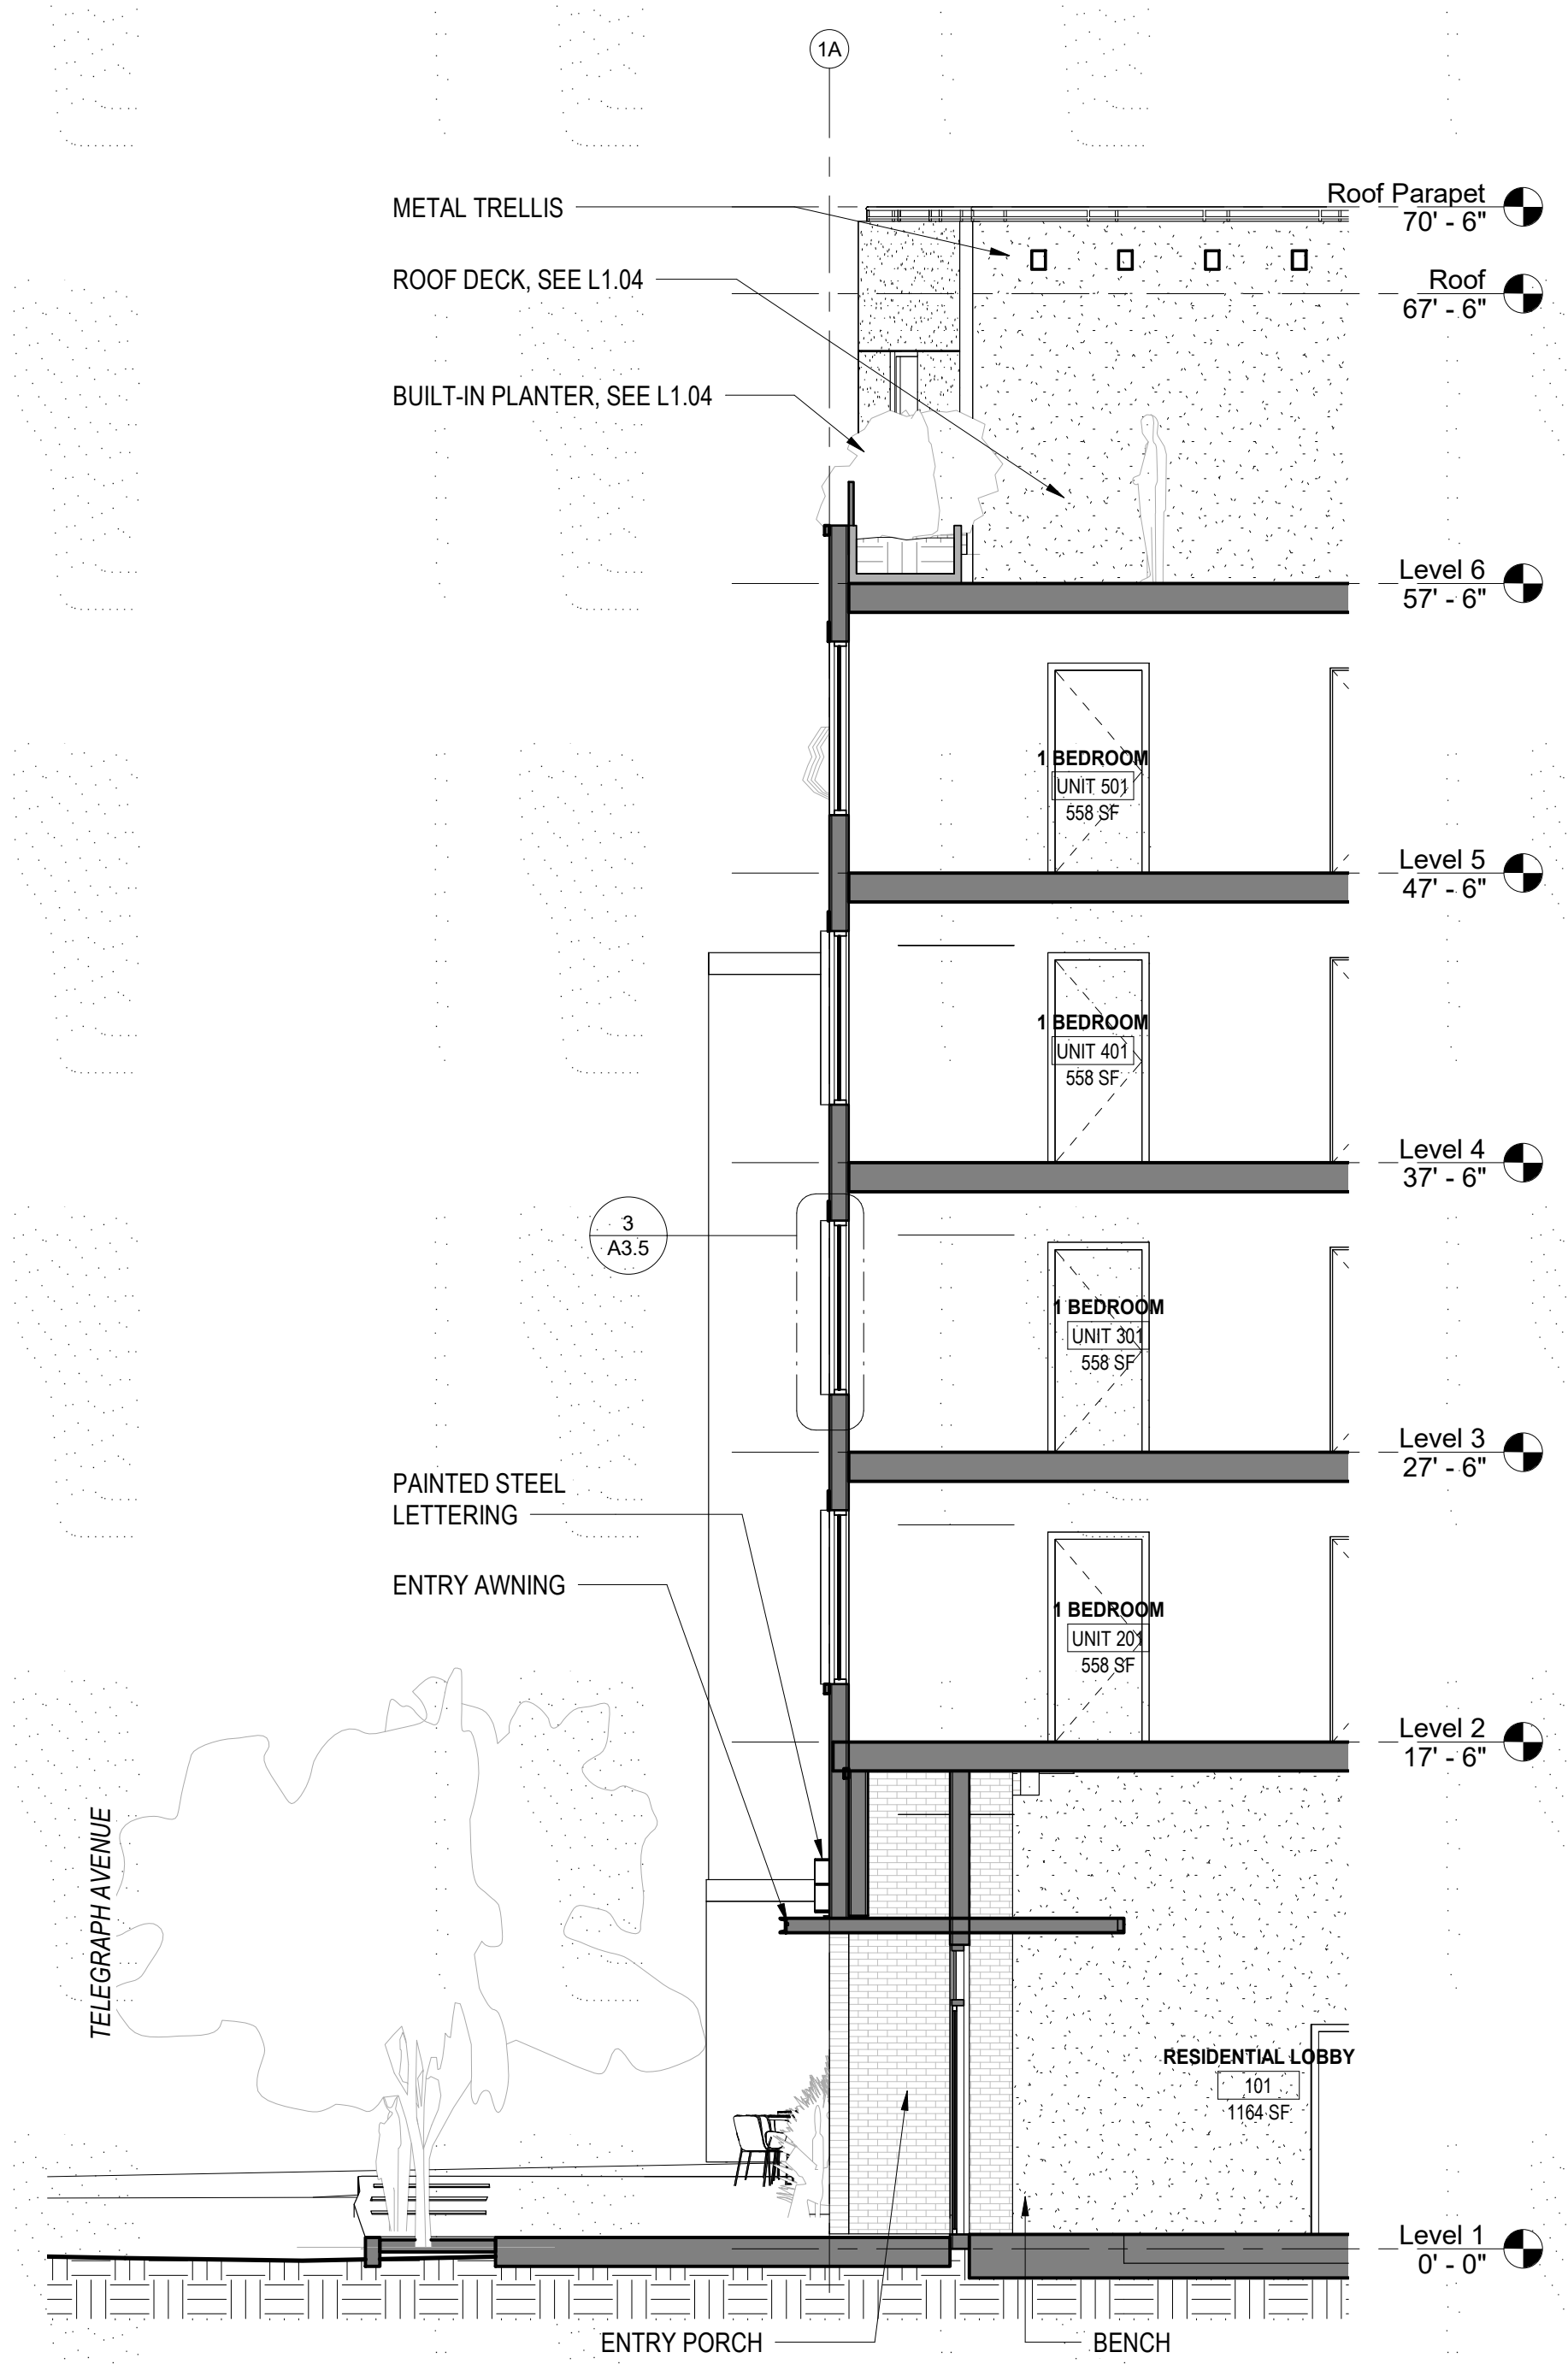 1A
METAL TRELLIS
Roof Parapet
70' - 6"
ROOF DECK, SEE L1.04
Roof
67' - 6"
BUILT-IN PLANTER, SEE L1.04
Level 6
57' - 6"
1 BEDROOM
UNIT 501
558 SF
Level 5
47' - 6"
1 BEDROOM
UNIT 401
558 SF
Level 4
37' - 6"
3
A3.5
1 BEDROOM
UNIT 301
558 SF
Level 3
27' - 6"
PAINTED STEEL
LETTERING
ENTRY AWNING
1 BEDROOM
UNIT 201
558 SF
Level 2
17' - 6"
TELEGRAPH AVENUE
RESIDENTIAL LOBBY
101
1164 SF
Level 1
0' - 0"
ENTRY PORCH
BENCH